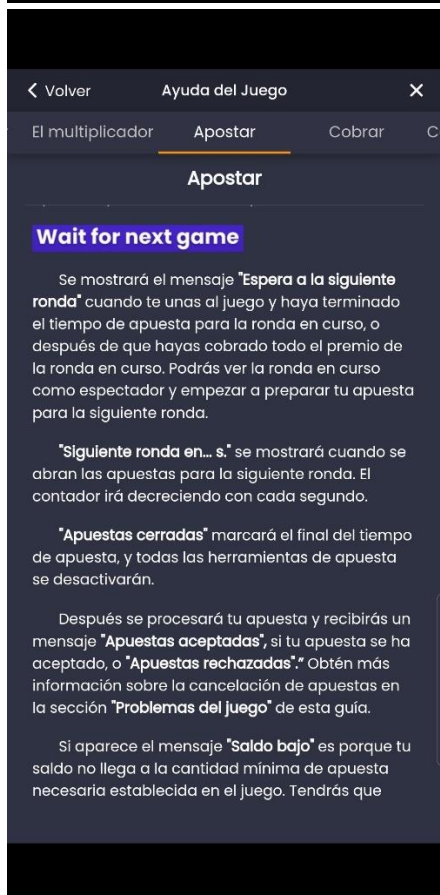 Volver Ayuda del Juego
El multiplicador Apostar Cobrar C
Apostar
Wait for next game
Se mostrará el mensaje "Espera a la siguiente
ronda" cuando te unas al juego y haya terminado
el tiempo de apuesta para la ronda en curso, o
después de que hayas cobrado todo el premio de
la ronda en curso. Podrás ver la ronda en curso
como espectador y empezar a preparar tu apuesta
para la siguiente ronda.
"Siguiente ronda en... s." se mostrará cuando se
abran las apuestas para la siguiente ronda. El
contador irá decreciendo con cada segundo.
"Apuestas cerradas" marcará el final del tiempo
de apuesta, y todas las herramientas de apuesta
se desactivarán.
Después se procesará tu apuesta y recibirás un
mensaje "Apuestas aceptadas", si tu apuesta se ha
aceptado, o "Apuestas rechazadas"." Obtén más
información sobre la cancelación de apuestas en
la sección "Problemas del juego" de esta guía.
Si aparece el mensaje "Saldo bajo" es porque tu
saldo no llega a la cantidad mínima de apuesta
necesaria establecida en el juego. Tendrás que